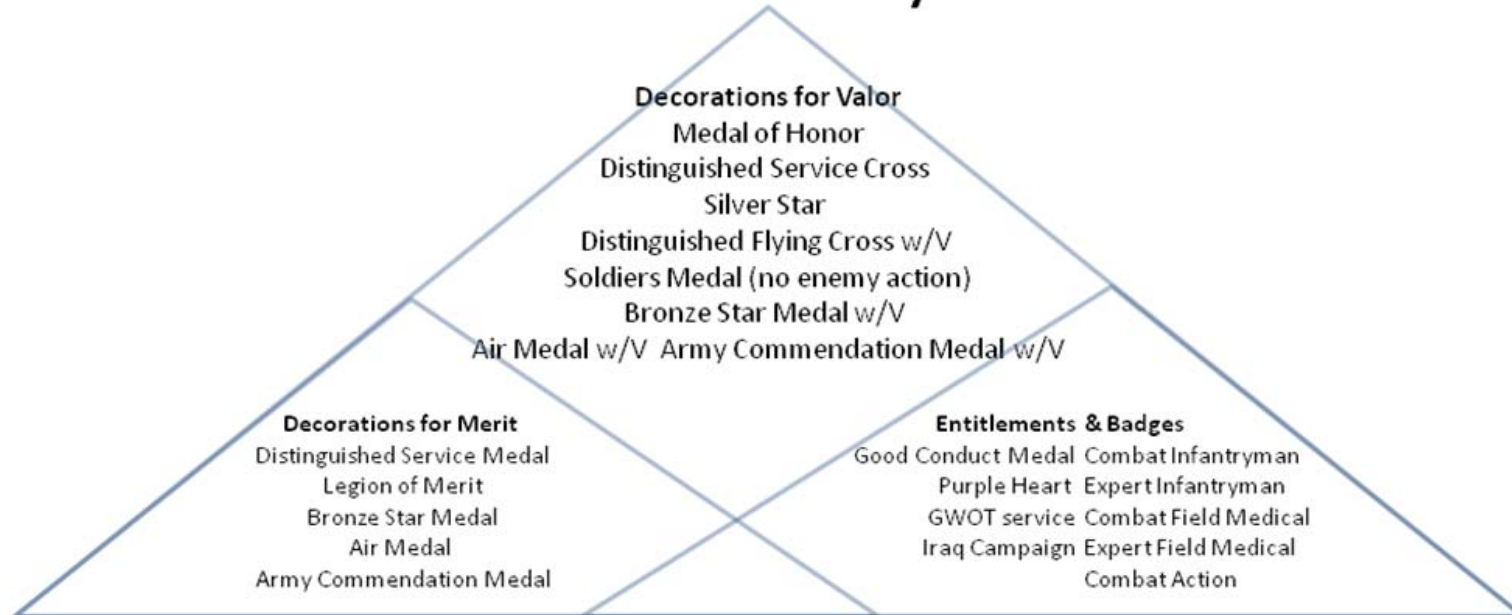 Decorations for Valor
Medal of Honor
Distinguished Service Cross
Silver Star
Distinguished Flying Cross w/V
Soldiers Medal (no enemy action)
Bronze Star Medal w/V
Air Medal w/V Army Commendation Medal w/V
Decorations for Merit
Distinguished Service Medal
Legion of Merit
Bronze Star Medal
Air Medal
Army Commendation Medal
Entitlements & Badges
Good Conduct Medal Combat Infantryman
Purple Heart Expert Infantryman
GWOT service Combat Field Medical
Iraq Campaign Expert Field Medical
Combat Action